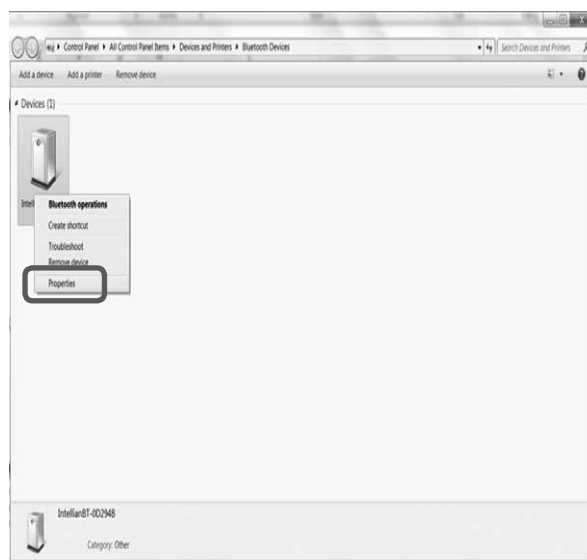 Control Panel ▸ All Control Panel Items ▸ Devices and Printers ▸ Bluetooth Devices
Search Devices and Printers
Add a device Add a printer Remove device
Devices (1)
Bluetooth operations
Create shortcut
Troubleshoot
Remove device
Properties
IntellianBT-0D2948
Category: Other